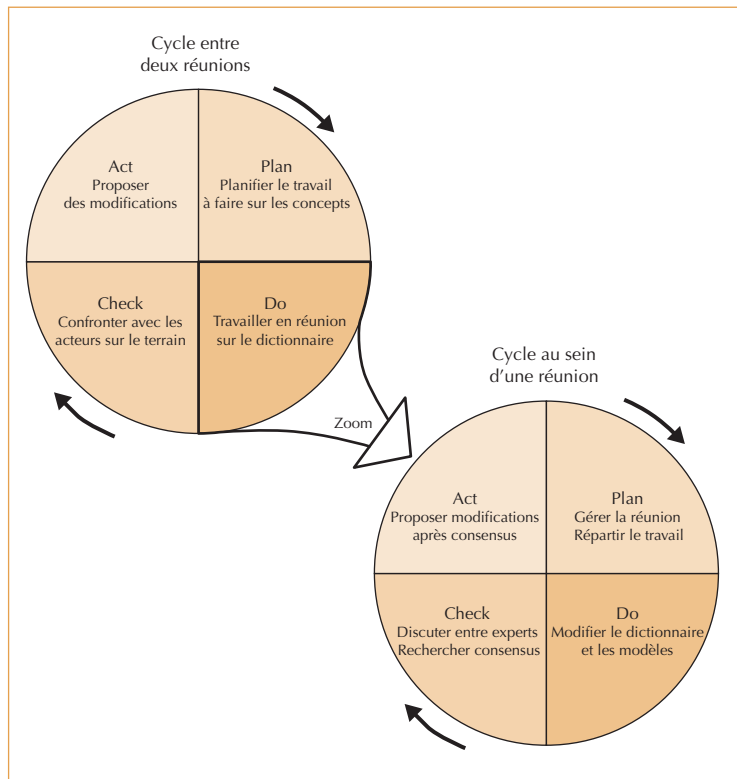 Cycle entre
deux réunions
Act
Proposer
des modifications
Plan
Planifier le travail
à faire sur les concepts
Check
Confronter avec les
acteurs sur le terrain
Do
Travailler en réunion
sur le dictionnaire
Zoom
Cycle au sein
d’une réunion
Act
Proposer modifications
après consensus
Plan
Gérer la réunion
Répartir le travail
Check
Discuter entre experts
Rechercher consensus
Do
Modifier le dictionnaire
et les modèles